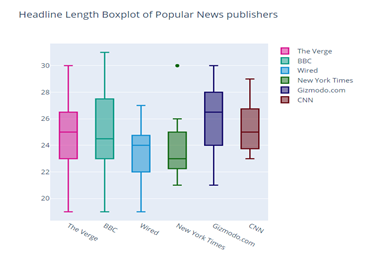 Headline Length Boxplot of Popular News publishers
30
28
26
24
22
20
The Verge
BBC
Wired
New York Times
Gizmodo.com
CNN
The Verge
BBC
Wired
New York Times
Gizmodo.com
CNN